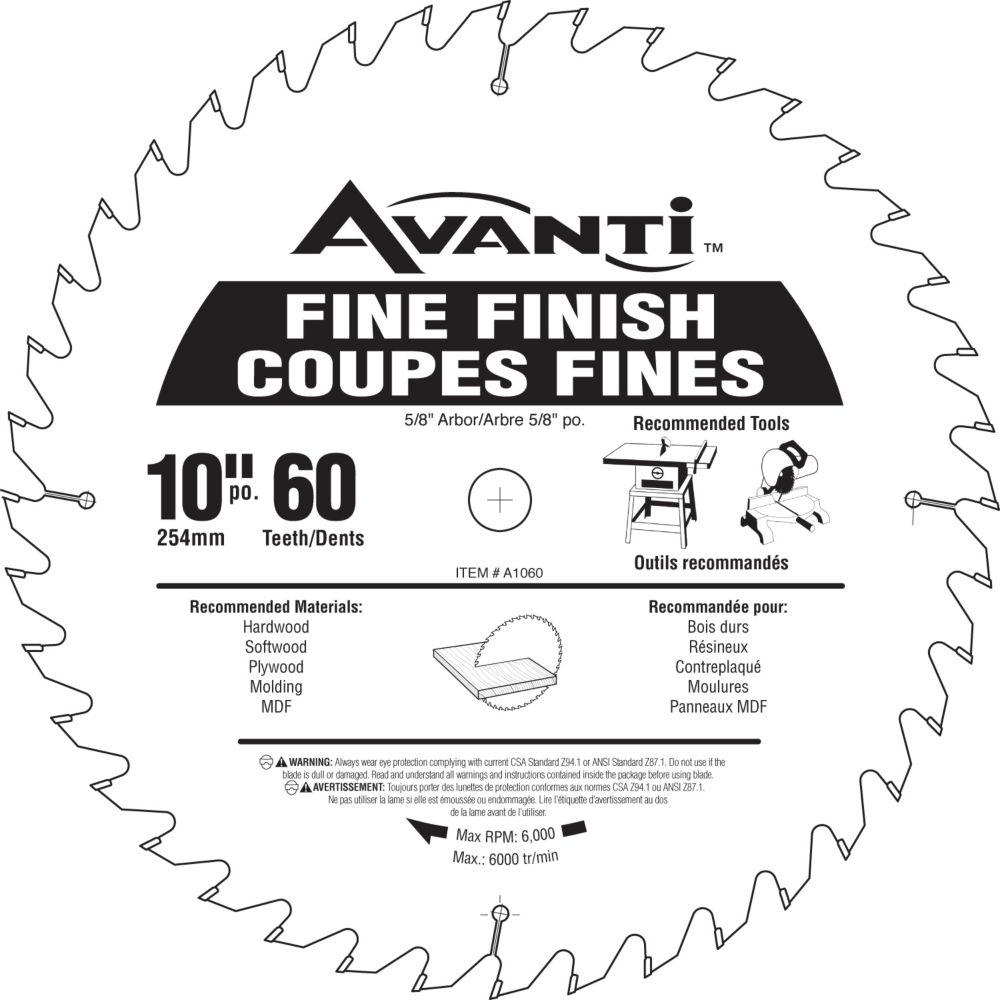 AVANTI TM
FINE FINISH
COUPES FINES
5/8" Arbor/Arbre 5/8" po.
Recommended Tools
10" po. 60
254mm Teeth/Dents
Outils recommandés
ITEM # A1060
Recommended Materials:
Hardwood
Softwood
Plywood
Molding
MDF
Recommandée pour:
Bois durs
Résineux
Contreplaqué
Moulures
Panneaux MDF
WARNING: Always wear eye protection complying with current CSA Standard Z94.1 or ANSI Standard Z87.1. Do not use if the
blade is dull or damaged. Read and understand all warnings and instructions contained inside the package before using blade.
AVERTISSEMENT: Toujours porter des lunettes de protection conformes aux normes CSA Z94.1 ou ANSI Z87.1.
Ne pas utiliser la lame si elle est émoussée ou endommagée. Lire l'étiquette d'avertissement au dos
de la lame avant de l'utiliser.
Max RPM: 6,000
Max.: 6000 tr/min